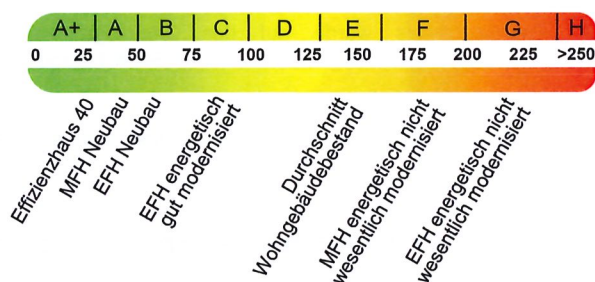 A+ A B C D E F G H
0 25 50 75 100 125 150 175 200 225 >250
Effizienzhaus 40
MFH Neubau
EFH Neubau
EFH energetisch
gut modernisiert
Durchschnitt
Wohngebäudebestand
MFH energetisch nicht
wesentlich modernisiert
EFH energetisch nicht
wesentlich modernisiert